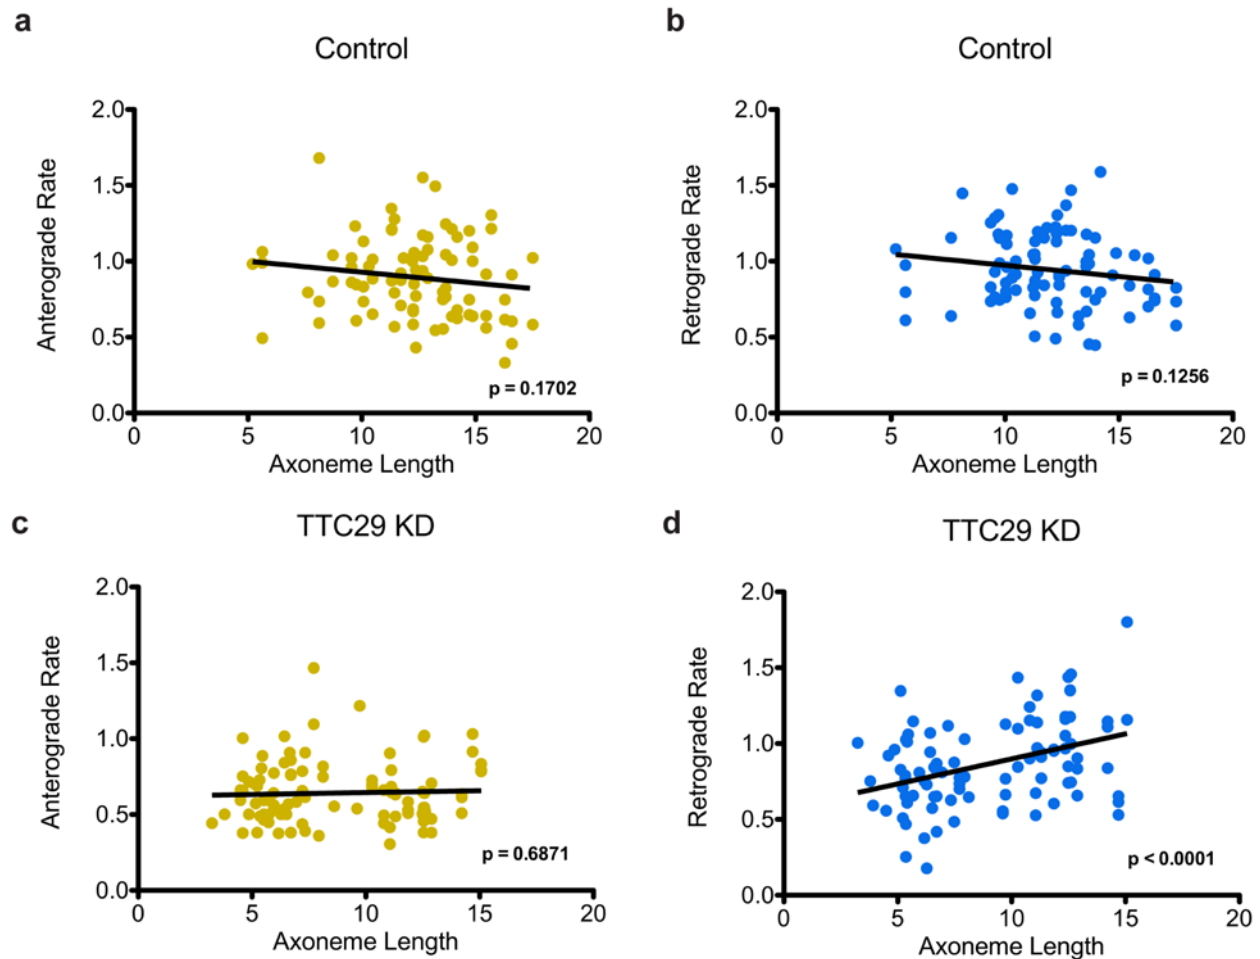 a
Control
2.0
1.5
1.0
0.5
0.0
Anterograde Rate
p = 0.1702
0 5 10 15 20
Axoneme Length
b
Control
2.0
1.5
1.0
0.5
0.0
Retrograde Rate
p = 0.1256
0 5 10 15 20
Axoneme Length
c
TTC29 KD
2.0
1.5
1.0
0.5
0.0
Anterograde Rate
p = 0.6871
0 5 10 15 20
Axoneme Length
d
TTC29 KD
2.0
1.5
1.0
0.5
0.0
Retrograde Rate
p < 0.0001
0 5 10 15 20
Axoneme Length